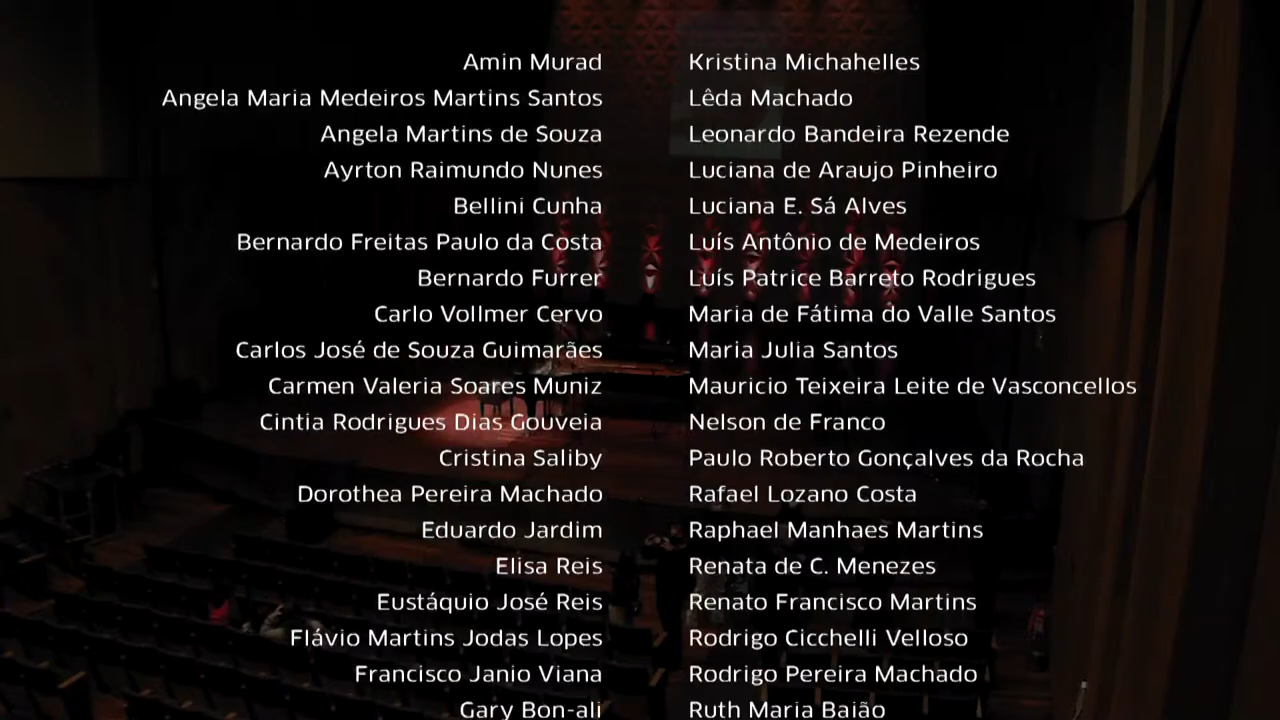 Amin Murad
Angela Maria Medeiros Martins Santos
Angela Martins de Souza
Ayrton Raimundo Nunes
Bellini Cunha
Bernardo Freitas Paulo da Costa
Bernardo Furrer
Carlo Vollmer Cervo
Carlos José de Souza Guimarães
Carmen Valeria Soares Muniz
Cintia Rodrigues Dias Gouveia
Cristina Saliby
Dorothea Pereira Machado
Eduardo Jardim
Elisa Reis
Eustáquio José Reis
Flávio Martins Jodas Lopes
Francisco Janio Viana
Gary Bon-ali
Kristina Michahelles
Lêda Machado
Leonardo Bandeira Rezende
Luciana de Araujo Pinheiro
Luciana E. Sá Alves
Luís Antônio de Medeiros
Luís Patrice Barreto Rodrigues
Maria de Fátima do Valle Santos
Maria Julia Santos
Mauricio Teixeira Leite de Vasconcellos
Nelson de Franco
Paulo Roberto Gonçalves da Rocha
Rafael Lozano Costa
Raphael Manhaes Martins
Renata de C. Menezes
Renato Francisco Martins
Rodrigo Cicchelli Velloso
Rodrigo Pereira Machado
Ruth Maria Baião